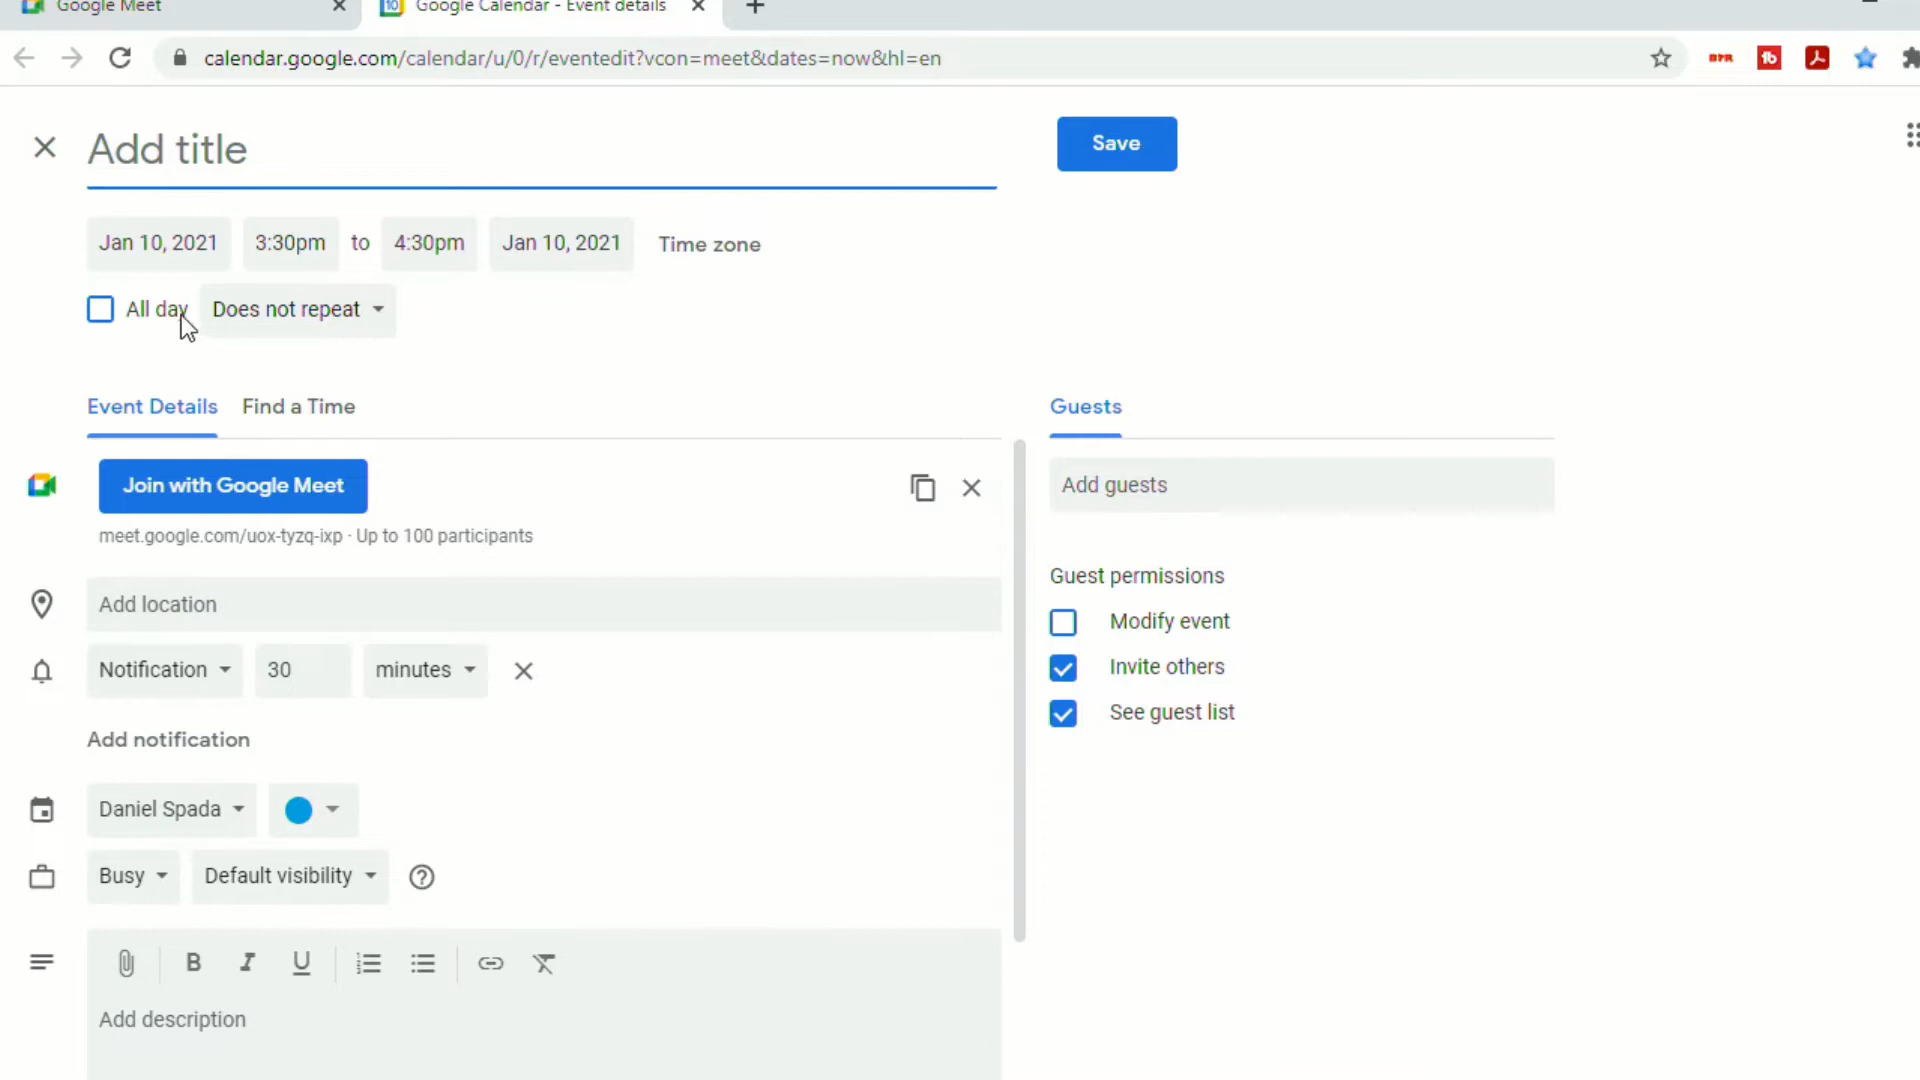 Google Meet
Google Calendar - Event details
calendar.google.com/calendar/u/0/r/eventedit?vcon=meet&dates=now&hl=en
Add title
Save
Jan 10, 2021 3:30pm to 4:30pm Jan 10, 2021 Time zone
All day Does not repeat
Event Details Find a Time
Guests
Join with Google Meet
meet.google.com/uox-tyzq-ixp · Up to 100 participants
Add guests
Guest permissions
Add location
Modify event
Invite others
See guest list
Notification 30 minutes
Add notification
Daniel Spada
Busy Default visibility
B I U
Add description